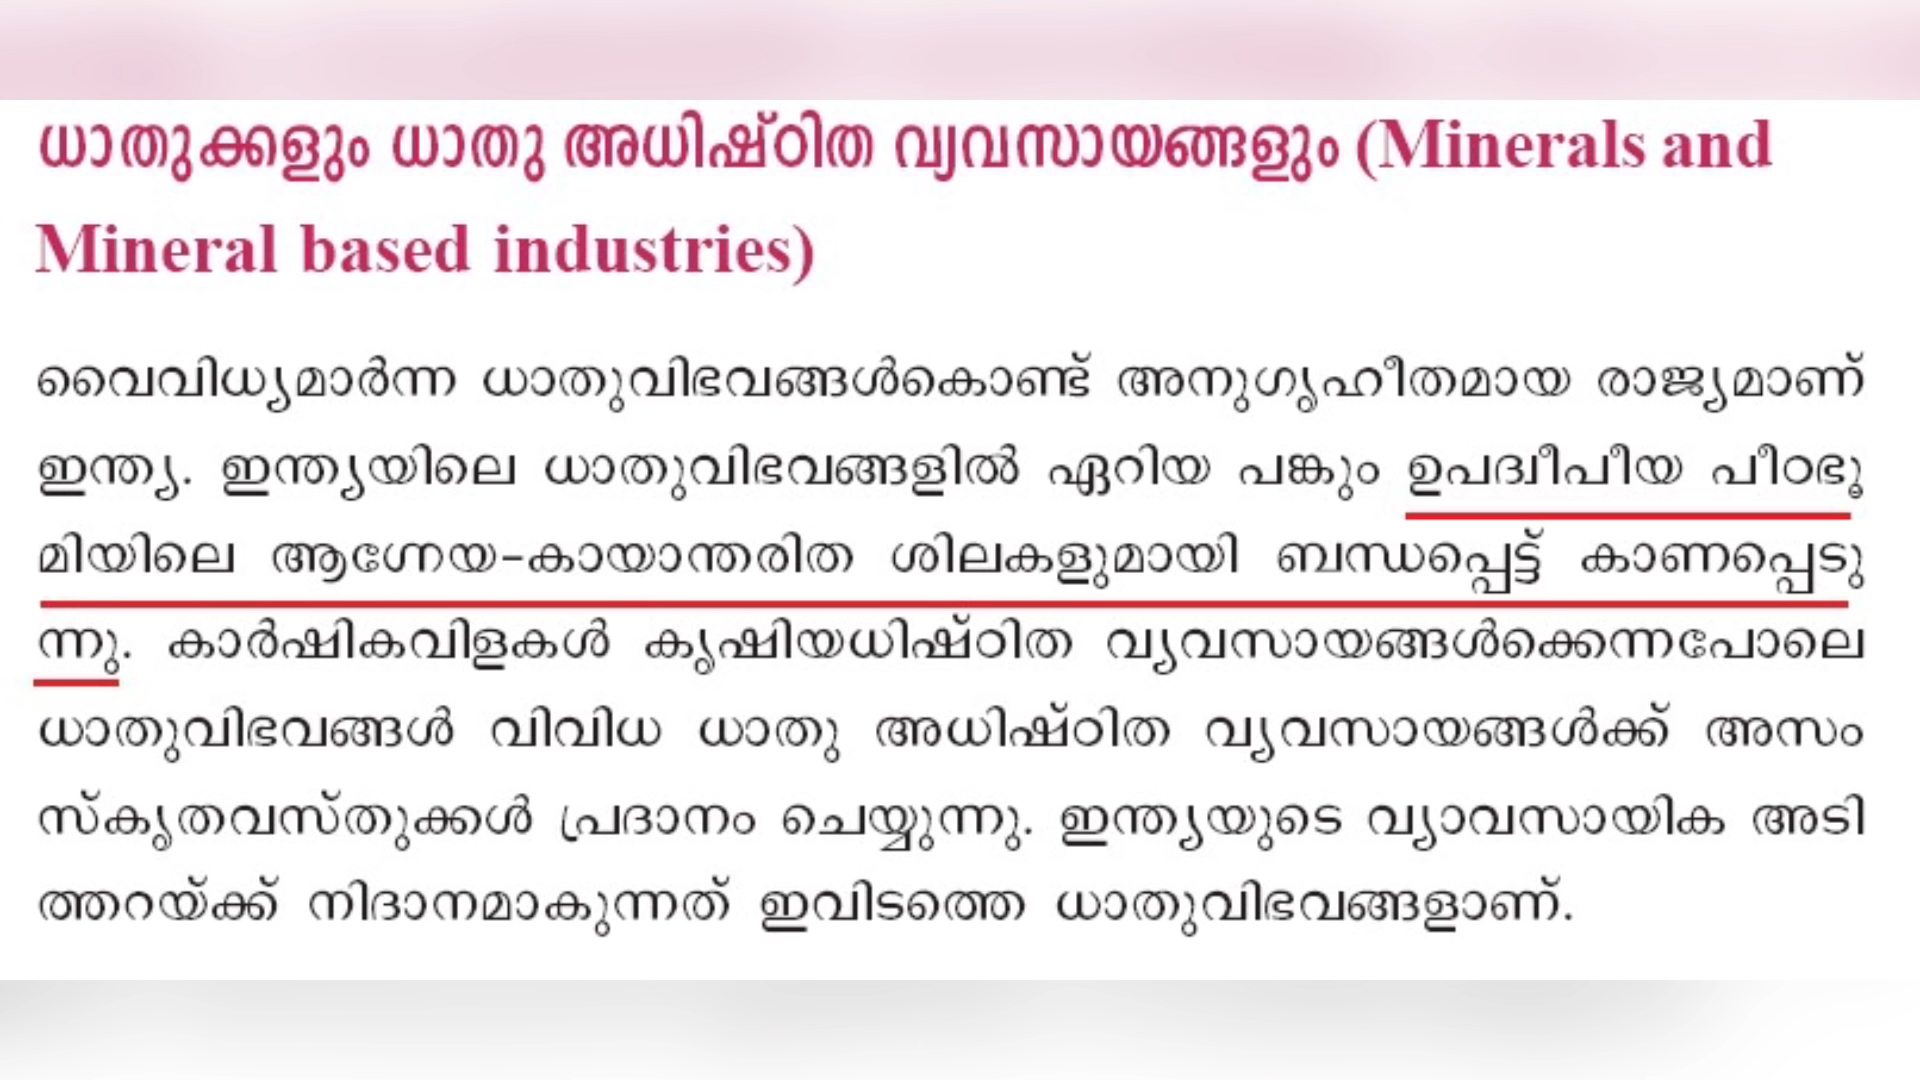 ധാതുക്കളും ധാതു അധിഷ്ഠിത വ്യവസായങ്ങളും (Minerals and
Mineral based industries)
വൈവിധ്യമാർന്ന ധാതുവിഭവങ്ങൾകൊണ്ട് അനുഗൃഹീതമായ രാജ്യമാണ്
ഇന്ത്യ. ഇന്ത്യയിലെ ധാതുവിഭവങ്ങളിൽ ഏറിയ പങ്കും ഉപദ്വീപീയ പീഠഭൂ
മിയിലെ ആഗ്നേയ-കായാന്തരിത ശിലകളുമായി ബന്ധപ്പെട്ട് കാണപ്പെടു
ന്നു. കാർഷികവിളകൾ കൃഷിയധിഷ്ഠിത വ്യവസായങ്ങൾക്കെന്നപോലെ
ധാതുവിഭവങ്ങൾ വിവിധ ധാതു അധിഷ്ഠിത വ്യവസായങ്ങൾക്ക് അസം
സ്കൃതവസ്തുക്കൾ പ്രദാനം ചെയ്യുന്നു. ഇന്ത്യയുടെ വ്യാവസായിക അടി
ത്തറയ്ക്ക് നിദാനമാകുന്നത് ഇവിടത്തെ ധാതുവിഭവങ്ങളാണ്.